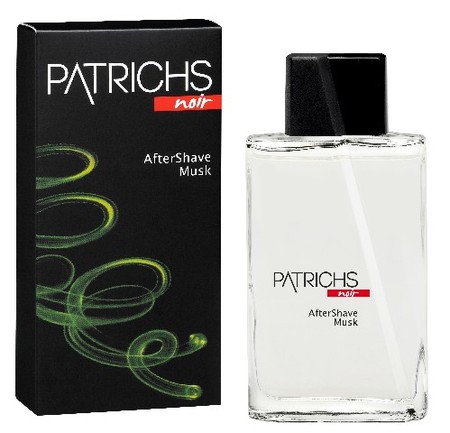 PATRICHS
noir
AfterShave
Musk
PATRICHS
noir
AfterShave
Musk